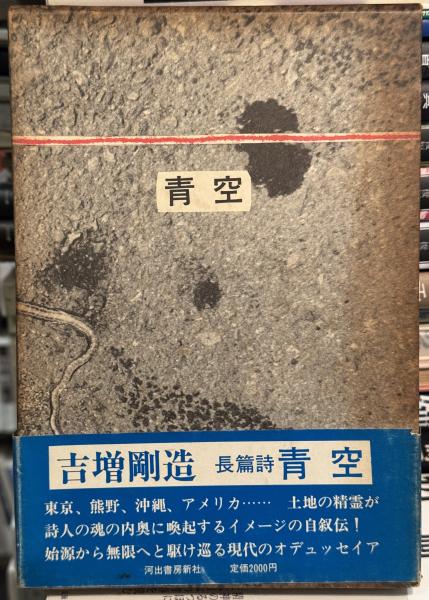 青空
吉増剛造 長篇詩 青空
東京、熊野、沖縄、アメリカ…… 土地の精霊が
詩人の魂の内奥に喚起するイメージの自叙伝!
始源から無限へと駆け巡る現代のオデュッセイア
河出書房新社 定価2000円